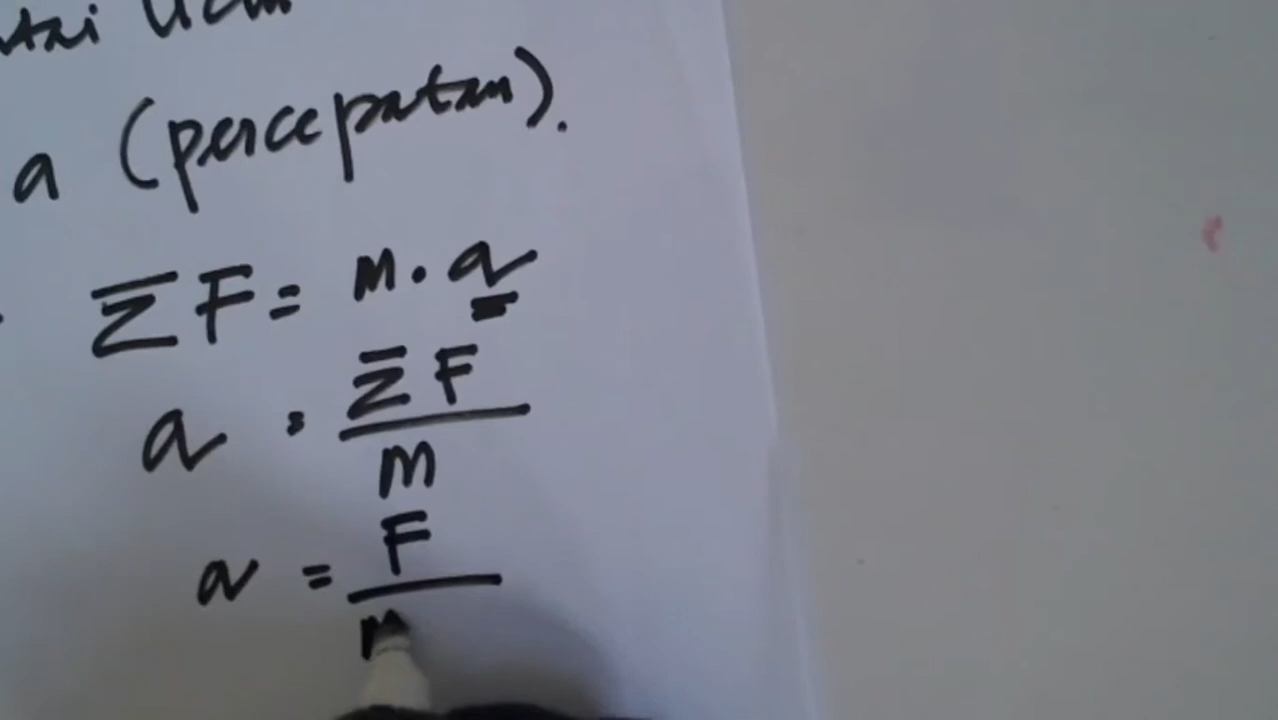 a (percepatan).
ΣF = m . a
a = ΣF / m
a = F / m